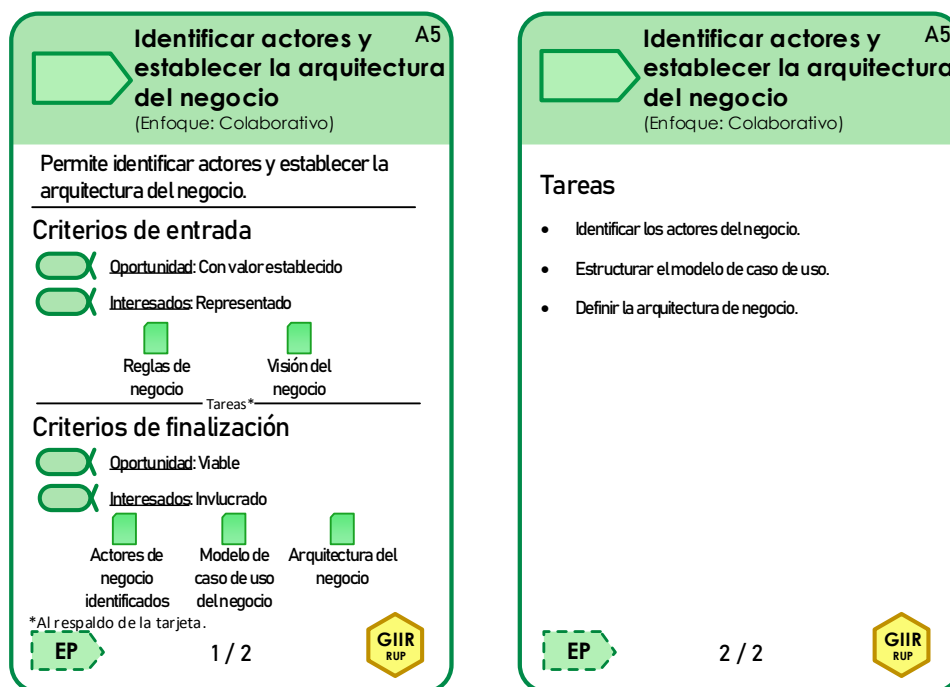 Identificar actores y A5
establecer la arquitectura
del negocio
(Enfoque: Colaborativo)
Permite identificar actores y establecer la
arquitectura del negocio.
Criterios de entrada
Oportunidad: Con valor establecido
Interesados: Representado
Reglas de negocio
Visión del negocio
Tareas*
Criterios de finalización
Oportunidad: Viable
Interesados: Invlucrado
Actores de negocio identificados
Modelo de caso de uso del negocio
Arquitectura del negocio
*Al respaldo de la tarjeta.
EP
1 / 2
GIIR
RUP
Identificar actores y A5
establecer la arquitectura
del negocio
(Enfoque: Colaborativo)
Tareas
• Identificar los actores del negocio.
• Estructurar el modelo de caso de uso.
• Definir la arquitectura de negocio.
EP
2 / 2
GIIR
RUP